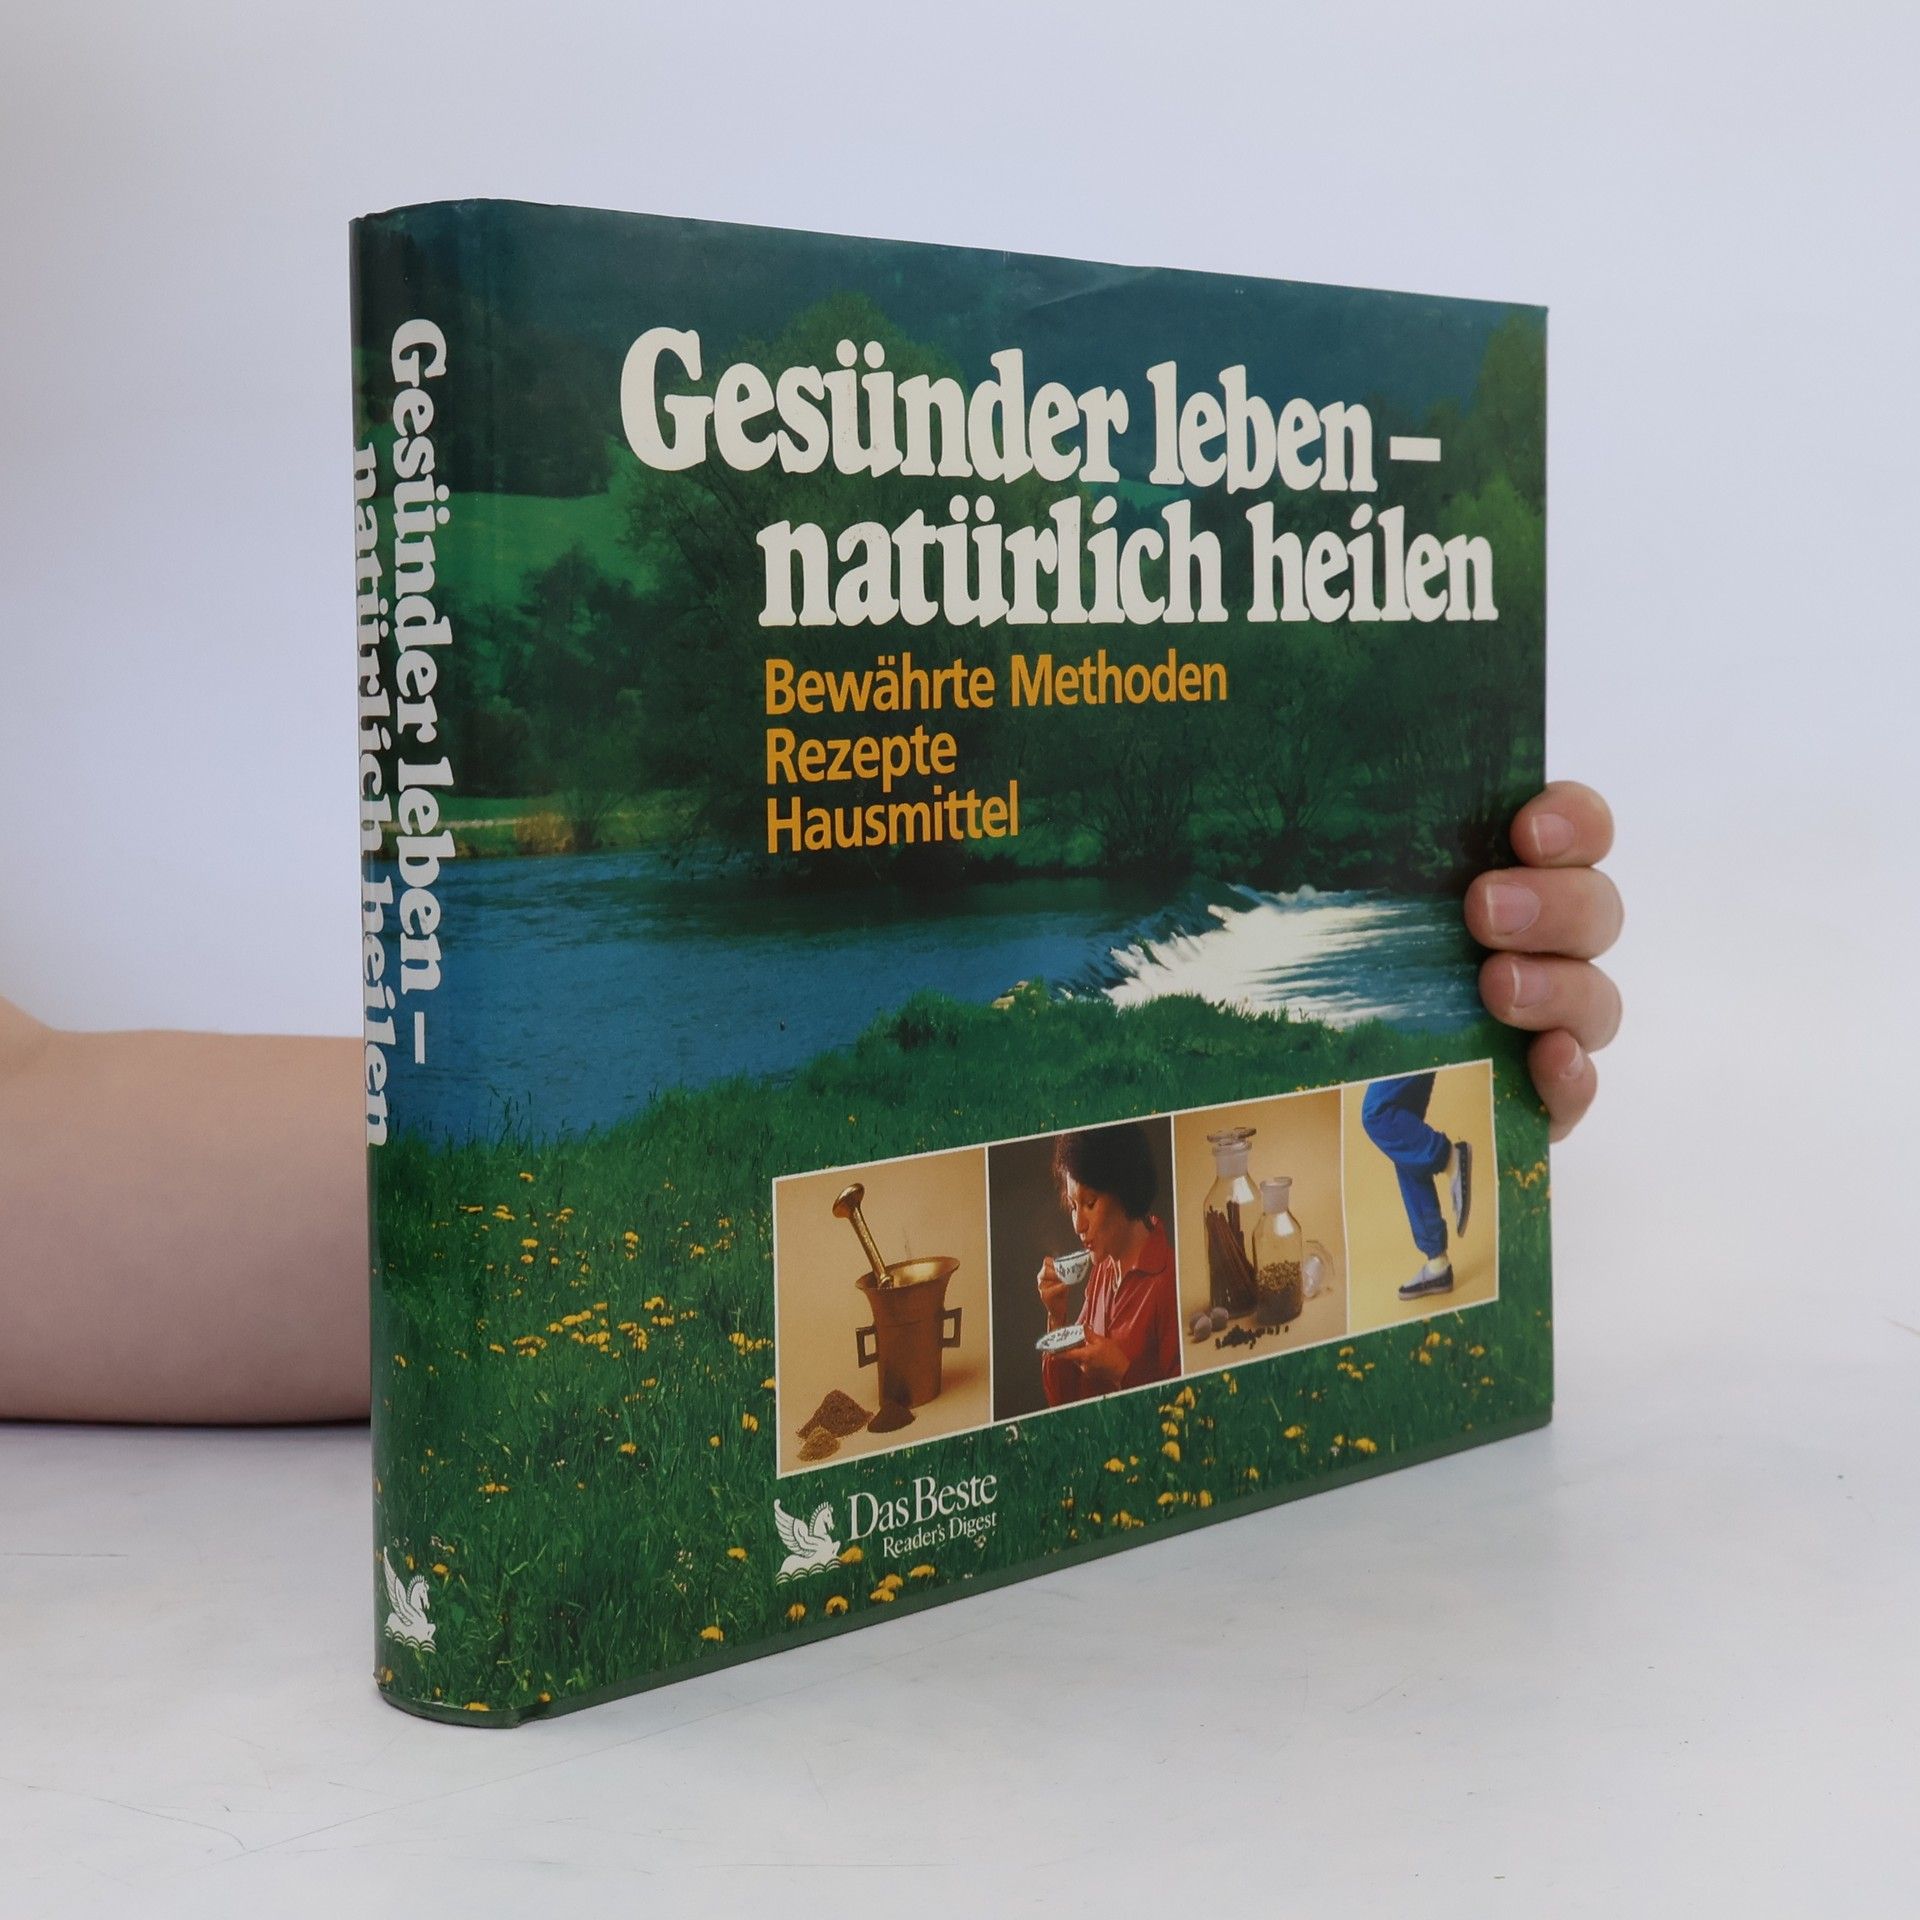 Gesünder leben –
natürlich heilen
Bewährte Methoden
Rezepte
Hausmittel
Das Beste
Reader's Digest
Gesünder leben –
natürlich heilen